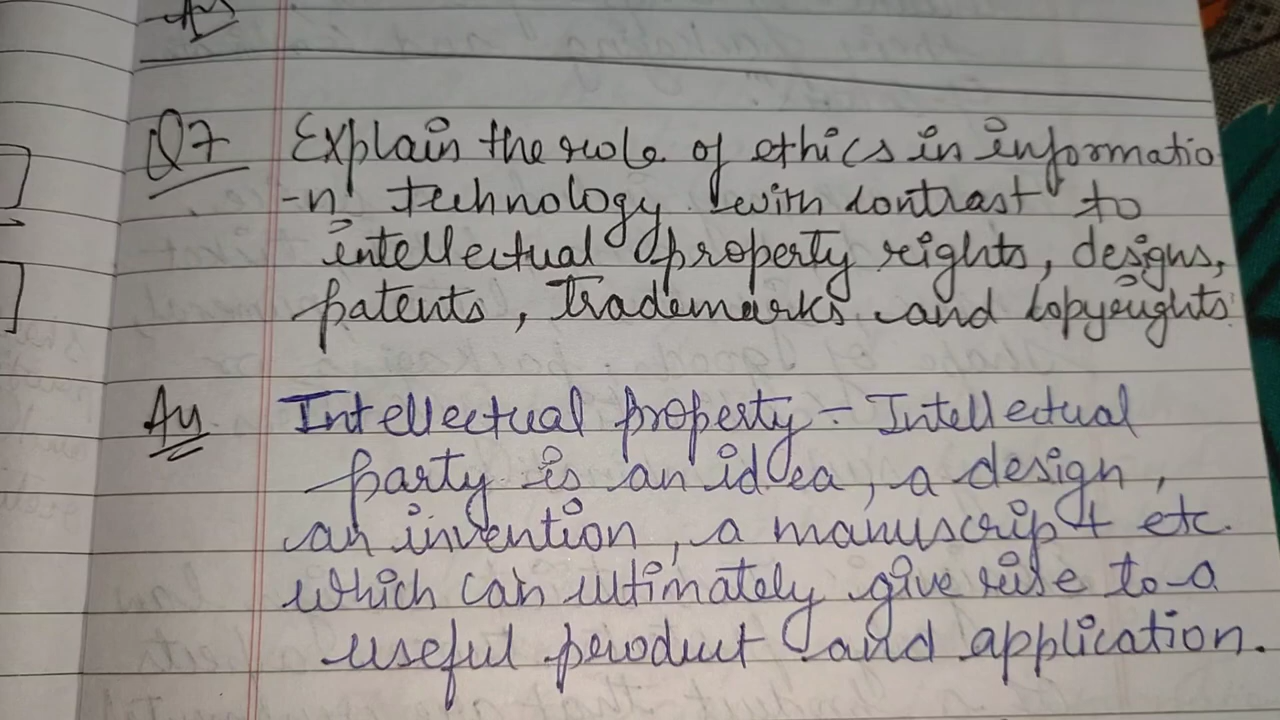 Ans
Q7 Explain the role of ethics in informatio
-n technology with contrast to
intellectual property rights, designs,
patents, Trademarks and copyrights.
Ans Intellectual property - Intellectual
party is an idea, a design,
an invention, a manuscript etc.
which can ultimately give rise to a
useful product and application.